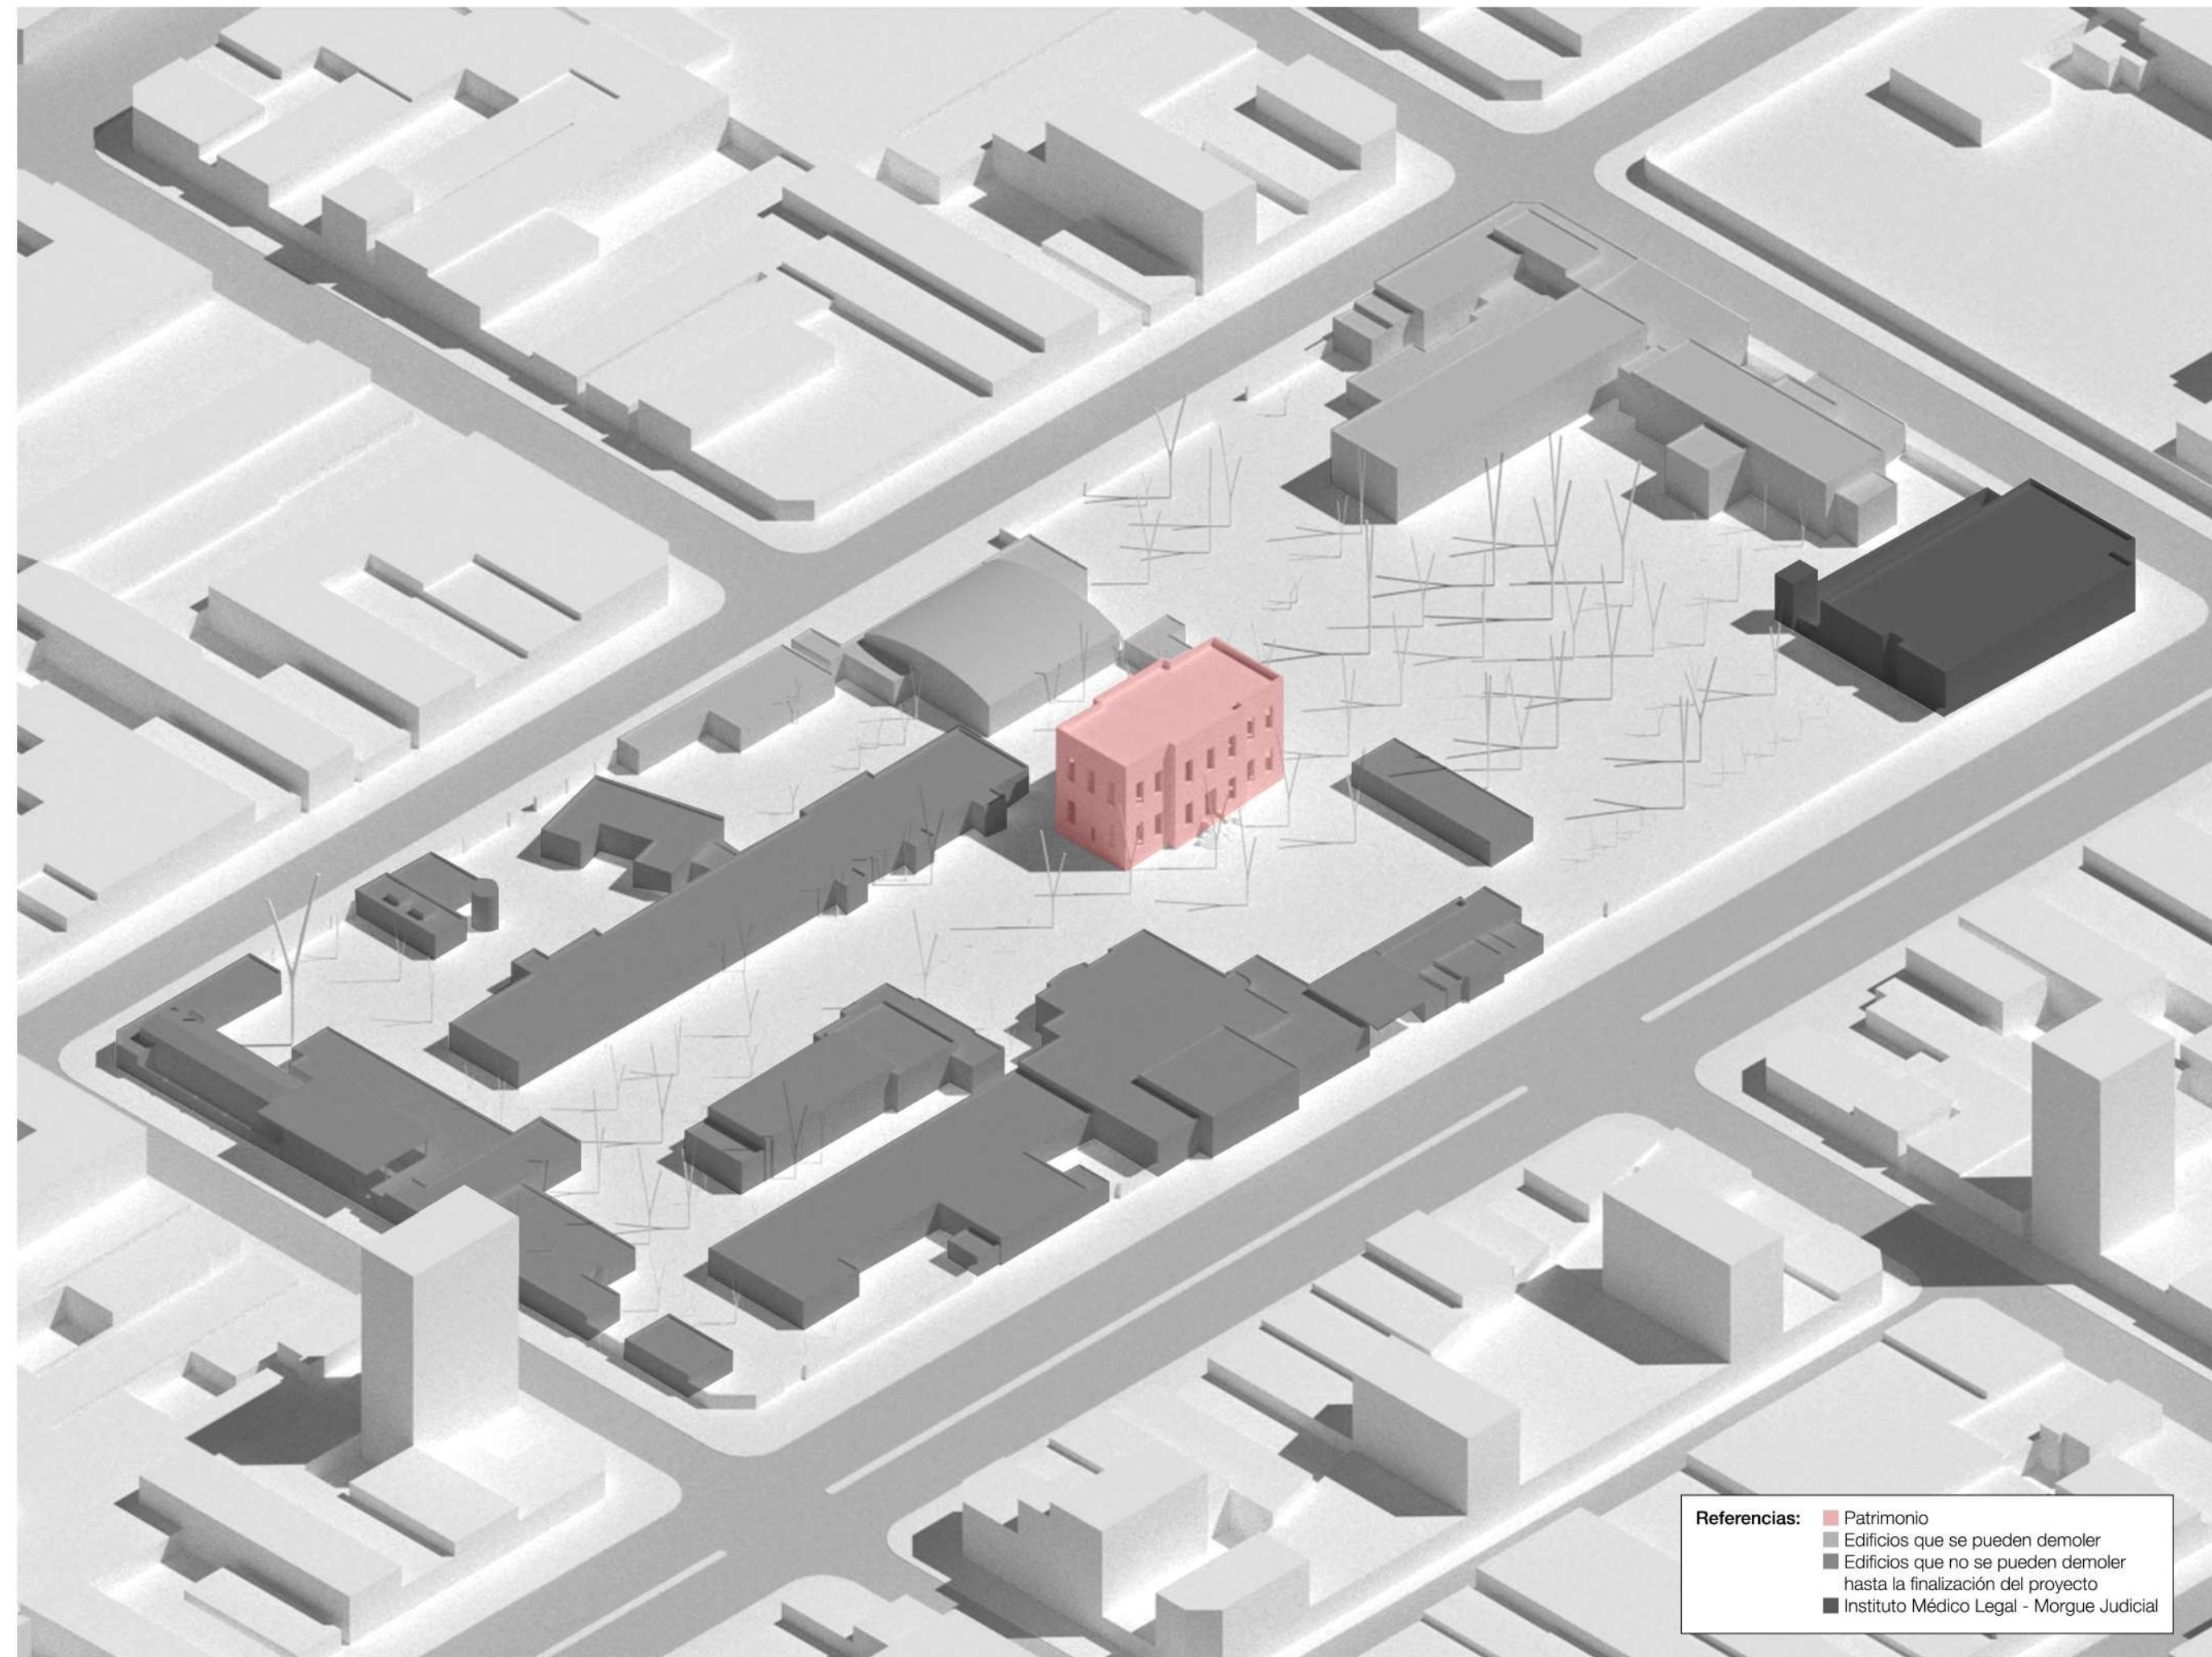 Referencias:
Patrimonio
Edificios que se pueden demoler
Edificios que no se pueden demoler
hasta la finalización del proyecto
Instituto Médico Legal - Morgue Judicial